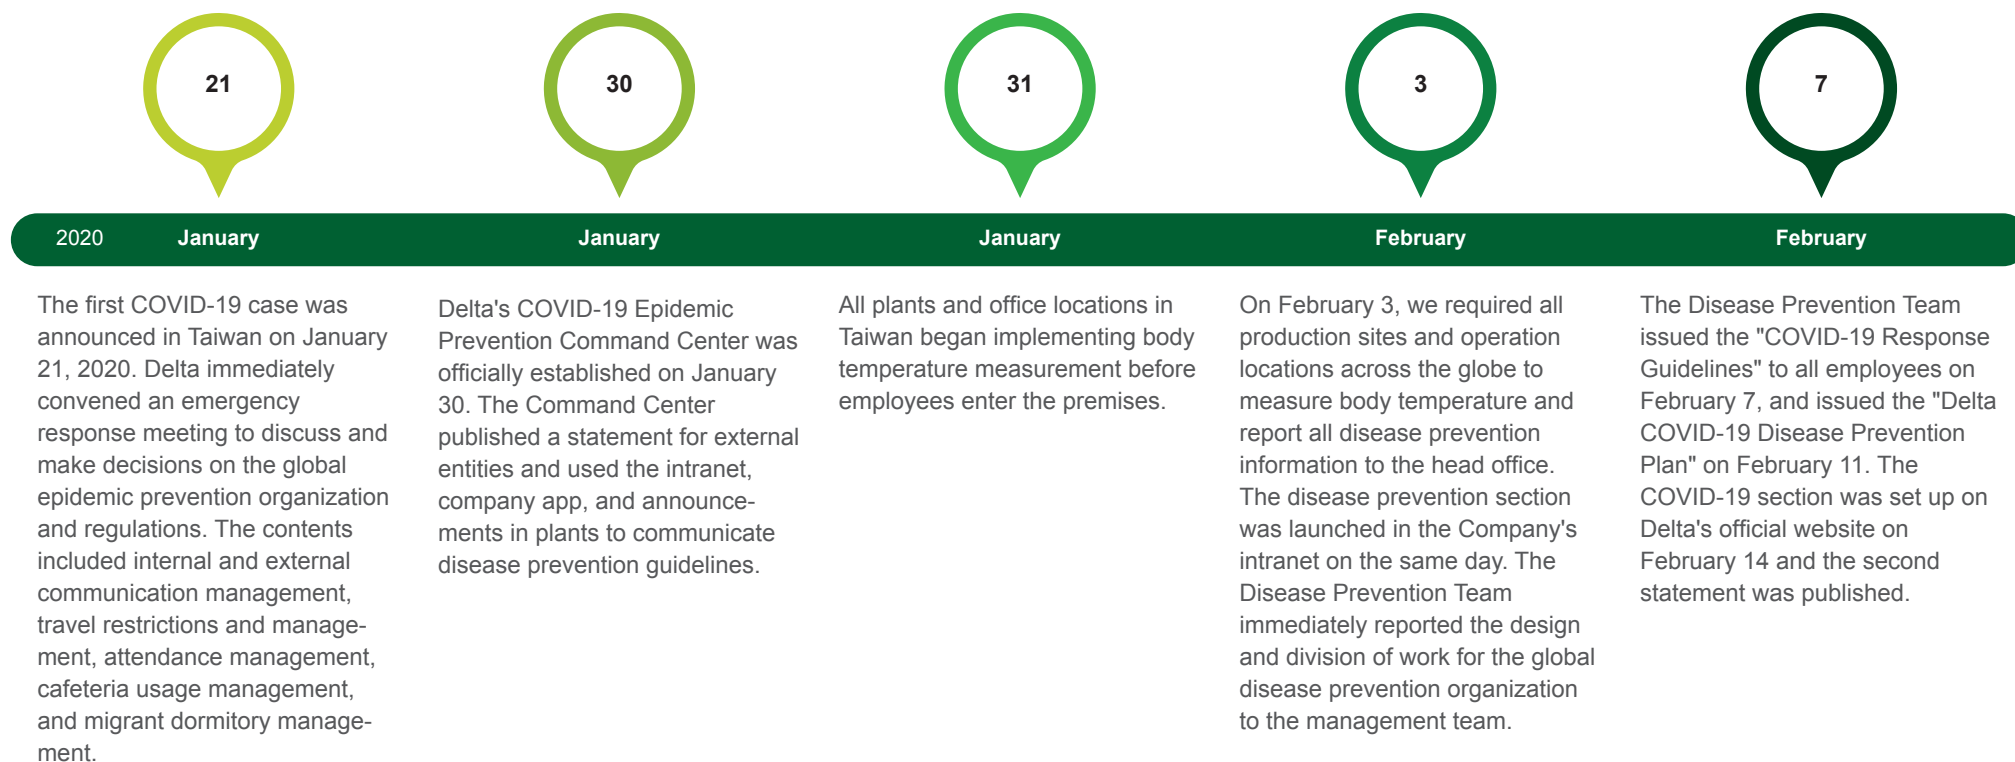 21
30
31
3
7
2020 January January January February February
The first COVID-19 case was
announced in Taiwan on January
21, 2020. Delta immediately
convened an emergency
response meeting to discuss and
make decisions on the global
epidemic prevention organization
and regulations. The contents
included internal and external
communication management,
travel restrictions and manage-
ment, attendance management,
cafeteria usage management,
and migrant dormitory manage-
ment.
Delta's COVID-19 Epidemic
Prevention Command Center was
officially established on January
30. The Command Center
published a statement for external
entities and used the intranet,
company app, and announce-
ments in plants to communicate
disease prevention guidelines.
All plants and office locations in
Taiwan began implementing body
temperature measurement before
employees enter the premises.
On February 3, we required all
production sites and operation
locations across the globe to
measure body temperature and
report all disease prevention
information to the head office.
The disease prevention section
was launched in the Company's
intranet on the same day. The
Disease Prevention Team
immediately reported the design
and division of work for the global
disease prevention organization
to the management team.
The Disease Prevention Team
issued the "COVID-19 Response
Guidelines" to all employees on
February 7, and issued the "Delta
COVID-19 Disease Prevention
Plan" on February 11. The
COVID-19 section was set up on
Delta's official website on
February 14 and the second
statement was published.